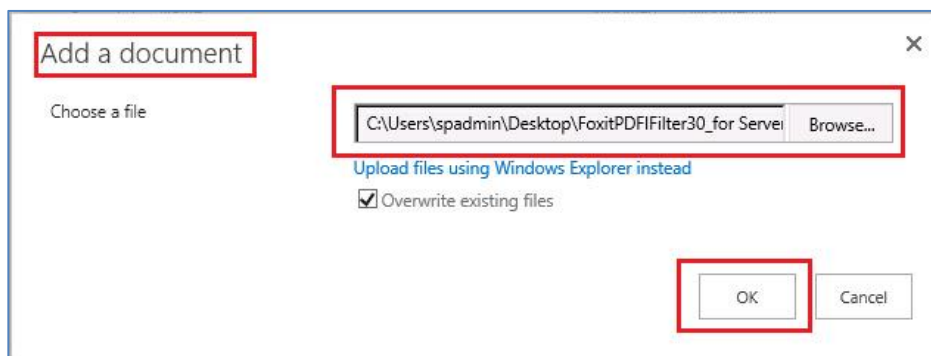 Add a document
Choose a file
C:\Users\spadmin\Desktop\FoxitPDFIFilter30_for Server Browse...
Upload files using Windows Explorer instead
Overwrite existing files
OK Cancel